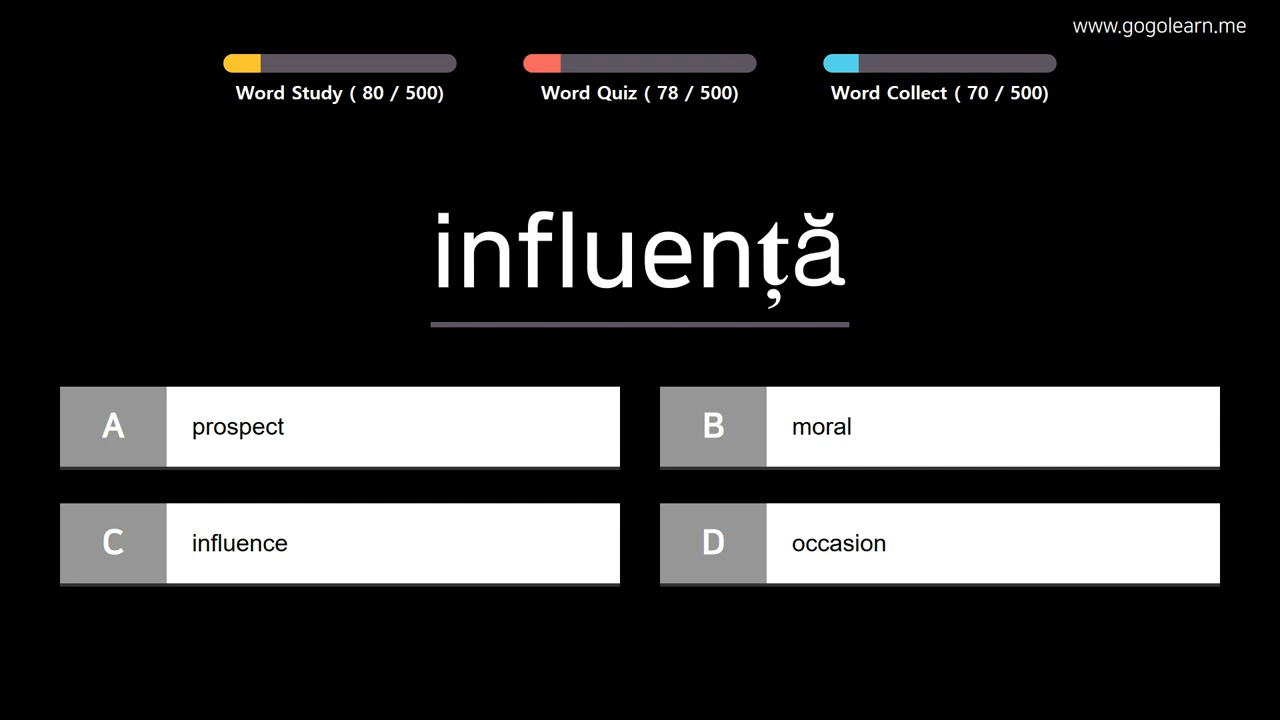 www.gogolearn.me
Word Study ( 80 / 500)
Word Quiz ( 78 / 500)
Word Collect ( 70 / 500)
influență
A prospect
B moral
C influence
D occasion